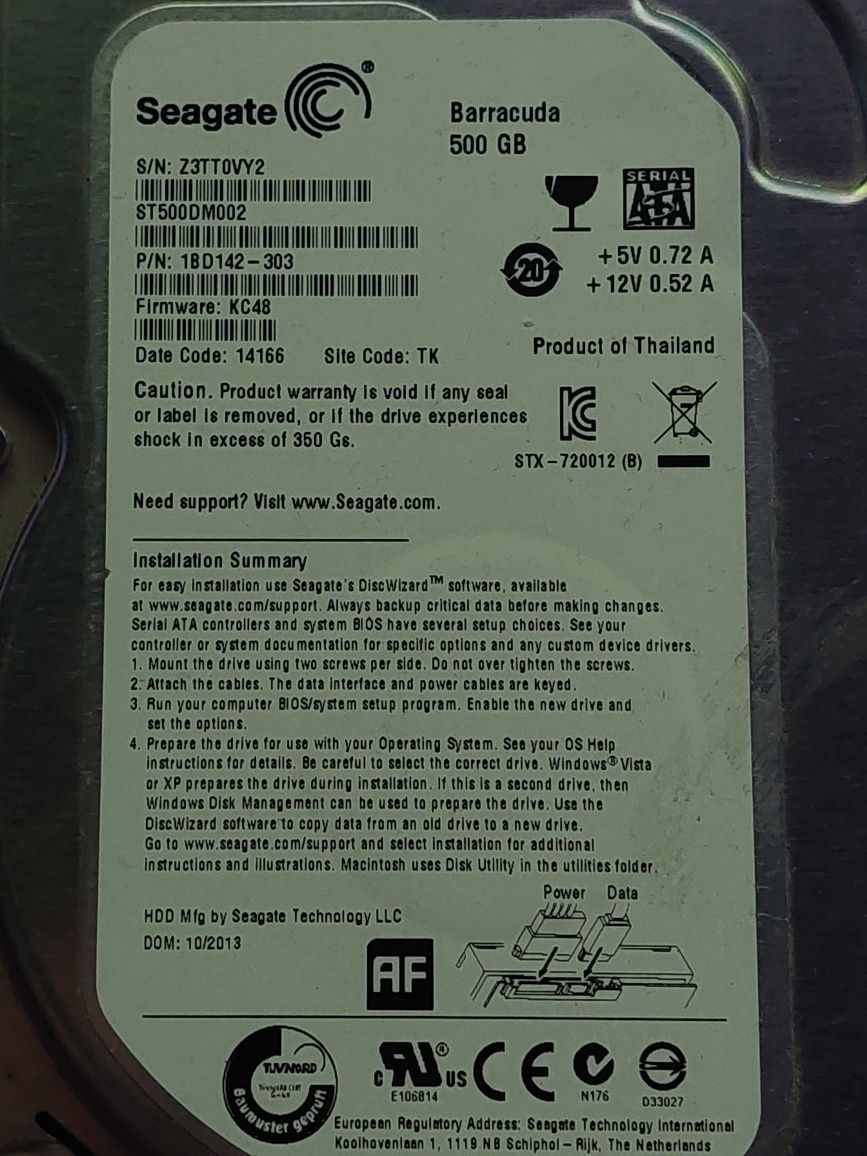 Seagate ®
Barracuda
500 GB
S/N: Z3TT0VY2
ST500DM002
P/N: 1BD142-303
Firmware: KC48
Date Code: 14166 Site Code: TK
SERIAL
ATA
20
+5V 0.72 A
+12V 0.52 A
Product of Thailand
Caution. Product warranty is void if any seal
or label is removed, or if the drive experiences
shock in excess of 350 Gs.
STX-720012 (B)
Need support? Visit www.Seagate.com.
Installation Summary
For easy installation use Seagate's DiscWizard™ software, available
at www.seagate.com/support. Always backup critical data before making changes.
Serial ATA controllers and system BIOS have several setup choices. See your
controller or system documentation for specific options and any custom device drivers.
1. Mount the drive using two screws per side. Do not over tighten the screws.
2. Attach the cables. The data interface and power cables are keyed.
3. Run your computer BIOS/system setup program. Enable the new drive and
set the options.
4. Prepare the drive for use with your Operating System. See your OS Help
instructions for details. Be careful to select the correct drive. Windows® Vista
or XP prepares the drive during installation. If this is a second drive, then
Windows Disk Management can be used to prepare the drive. Use the
DiscWizard software to copy data from an old drive to a new drive.
Go to www.seagate.com/support and select installation for additional
instructions and illustrations. Macintosh uses Disk Utility in the utilities folder.
Power Data
HDD Mfg by Seagate Technology LLC
DOM: 10/2013
AF
TÜV NORD
TÜV NORD CERT
GmbH
Baumuster geprüft
c RU us ®
E106814
CE
N176
D33027
European Regulatory Address: Seagate Technology International
Koolhovenlaan 1, 1119 NB Schiphol-Rijk, The Netherlands